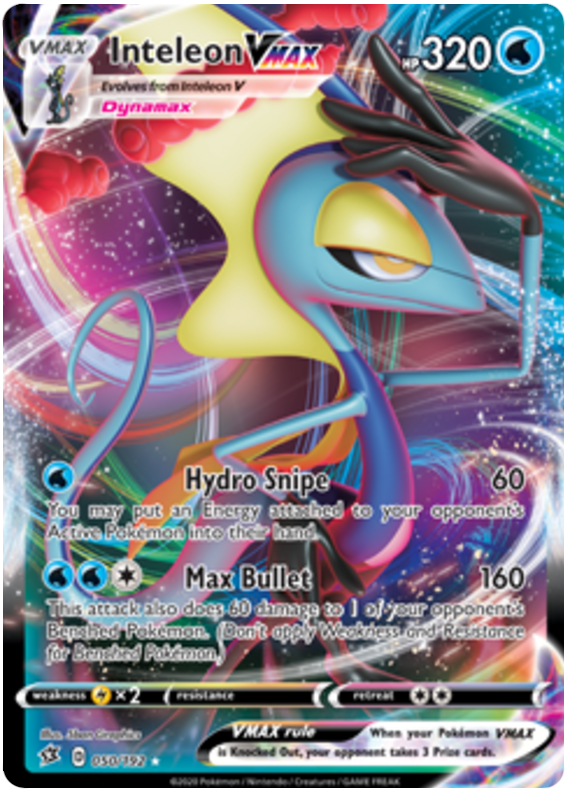 VMAX
Inteleon VMAX
HP 320
Evolves from Inteleon V
Dynamax
Hydro Snipe 60
You may put an Energy attached to your opponent's
Active Pokémon into their hand.
Max Bullet 160
This attack also does 60 damage to 1 of your opponent's
Benched Pokémon. (Don't apply Weakness and Resistance
for Benched Pokémon.)
weakness ×2 resistance retreat
Illus. 5ban Graphics
VMAX rule When your Pokémon VMAX
is Knocked Out, your opponent takes 3 Prize cards.
D 050/192 ★
©2020 Pokémon / Nintendo / Creatures / GAME FREAK